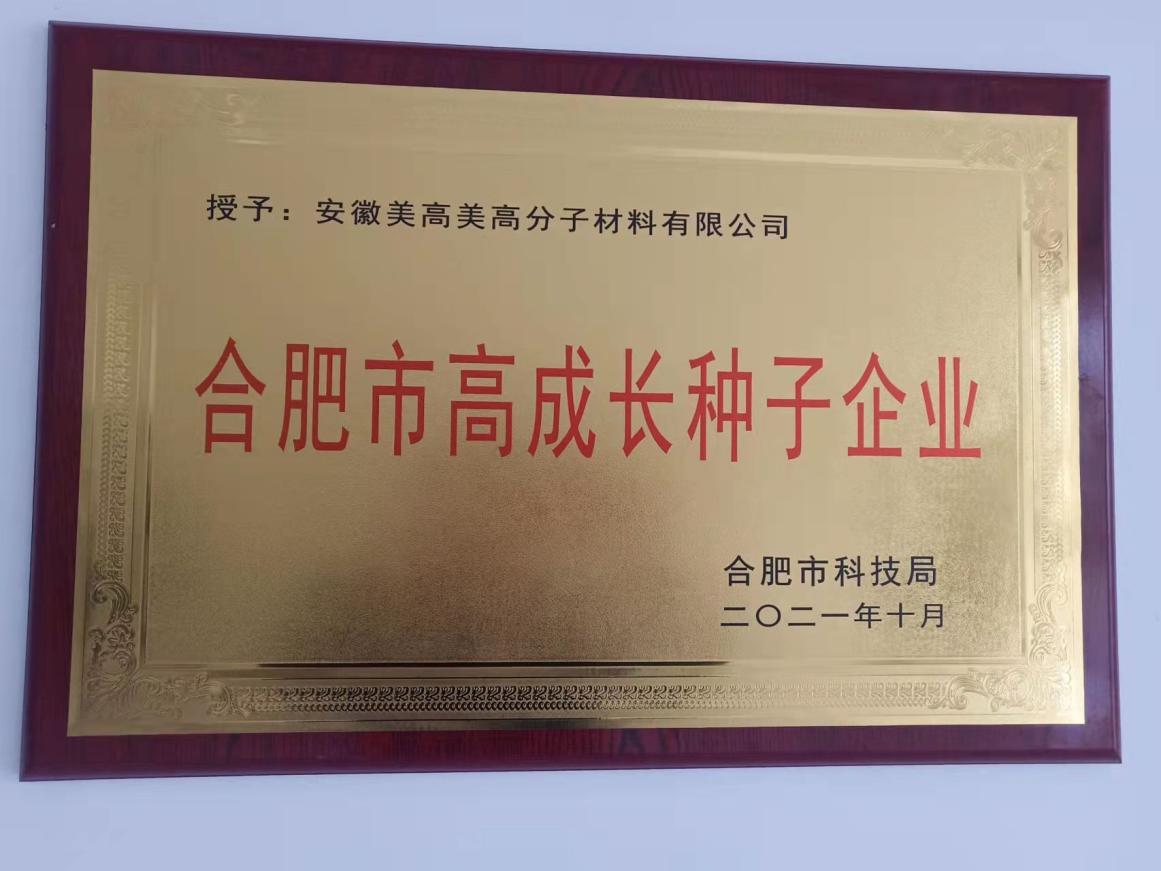 授予：安徽美高美高分子材料有限公司
合肥市高成长种子企业
合肥市科技局
二〇二一年十月